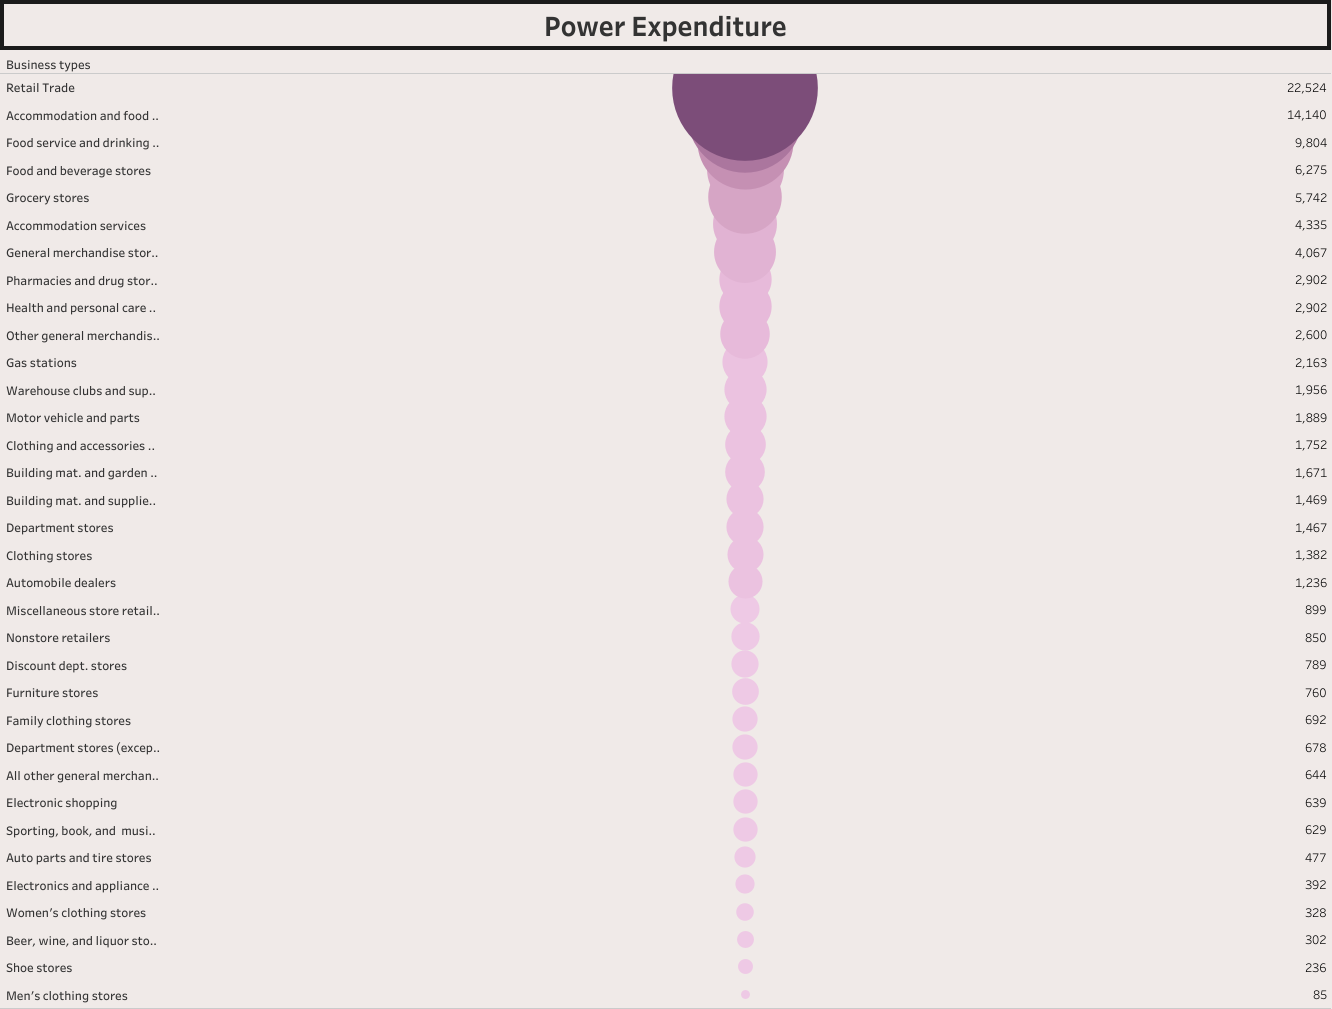 Power Expenditure
Business types
Retail Trade 22,524
Accommodation and food .. 14,140
Food service and drinking .. 9,804
Food and beverage stores 6,275
Grocery stores 5,742
Accommodation services 4,335
General merchandise stor.. 4,067
Pharmacies and drug stor.. 2,902
Health and personal care .. 2,902
Other general merchandis.. 2,600
Gas stations 2,163
Warehouse clubs and sup.. 1,956
Motor vehicle and parts 1,889
Clothing and accessories .. 1,752
Building mat. and garden .. 1,671
Building mat. and supplie.. 1,469
Department stores 1,467
Clothing stores 1,382
Automobile dealers 1,236
Miscellaneous store retail.. 899
Nonstore retailers 850
Discount dept. stores 789
Furniture stores 760
Family clothing stores 692
Department stores (excep.. 678
All other general merchan.. 644
Electronic shopping 639
Sporting, book, and  musi.. 629
Auto parts and tire stores 477
Electronics and appliance .. 392
Women’s clothing stores 328
Beer, wine, and liquor sto.. 302
Shoe stores 236
Men’s clothing stores 85